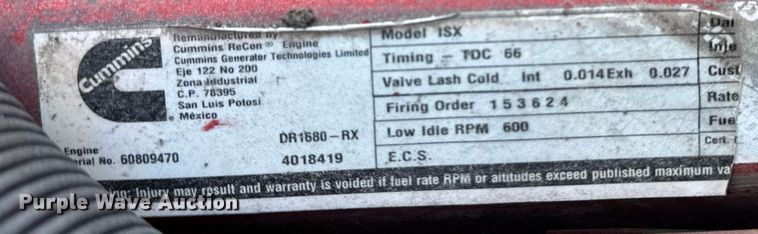 Cummins
Remanufactured by:
Cummins ReCon® Engine
Cummins Generator Technologies Limited
Eje 122 No 200
Zona Industrial
C.P. 78395
San Luis Potosi
México
Engine
Serial No. 60809470
DR1680-RX
4018419
Model ISX
Timing - TDC 66
Valve Lash Cold Int 0.014 Exh 0.027
Firing Order 1 5 3 6 2 4
Low Idle RPM 600
E.C.S.
Inje
Cust
Rate
Fue
Cert.
Injury may result and warranty is voided if fuel rate RPM or altitudes exceed published maximum va
Purple Wave Auction